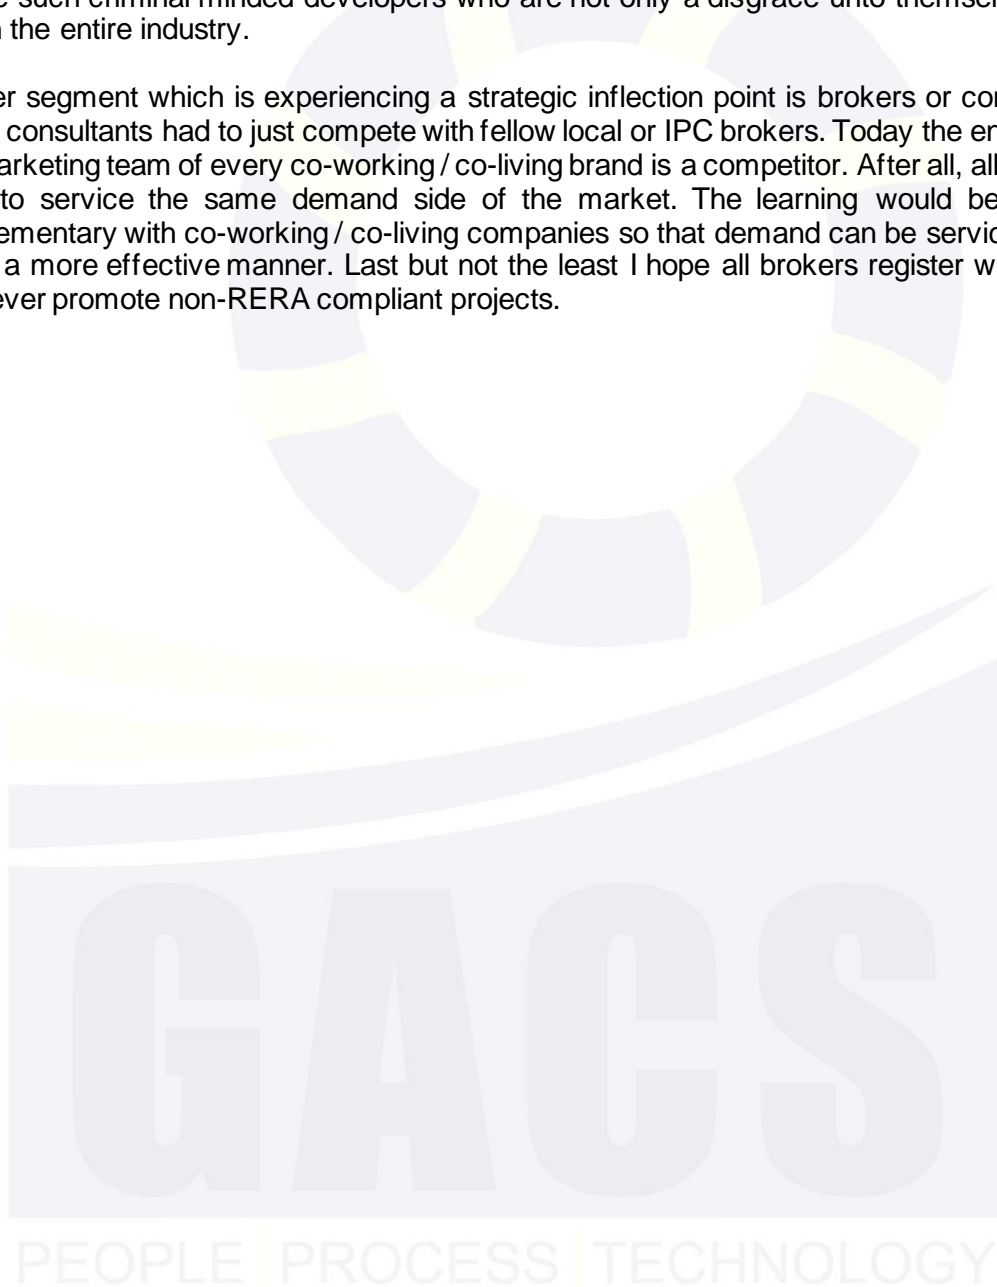 such criminal minded developers who are not only a disgrace unto
the entire industry.
er segment which is experiencing a strategic inflection point is brokers or
consultants had to just compete with fellow local or IPC brokers. Today the
arketing team of every co-working / co-living brand is a competitor. After all, all
to service the same demand side of the market. The learning would be
ementary with co-working / co-living companies so that demand can be
a more effective manner. Last but not the least I hope all brokers register
ever promote non-RERA compliant projects.
GACS
PEOPLE PROCESS TECHNOLOGY